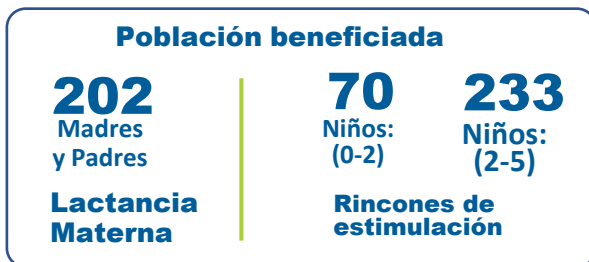 Población beneficiada
202
Madres
y Padres
Lactancia
Materna
70
Niños:
(0-2)
233
Niños:
(2-5)
Rincones de
estimulación